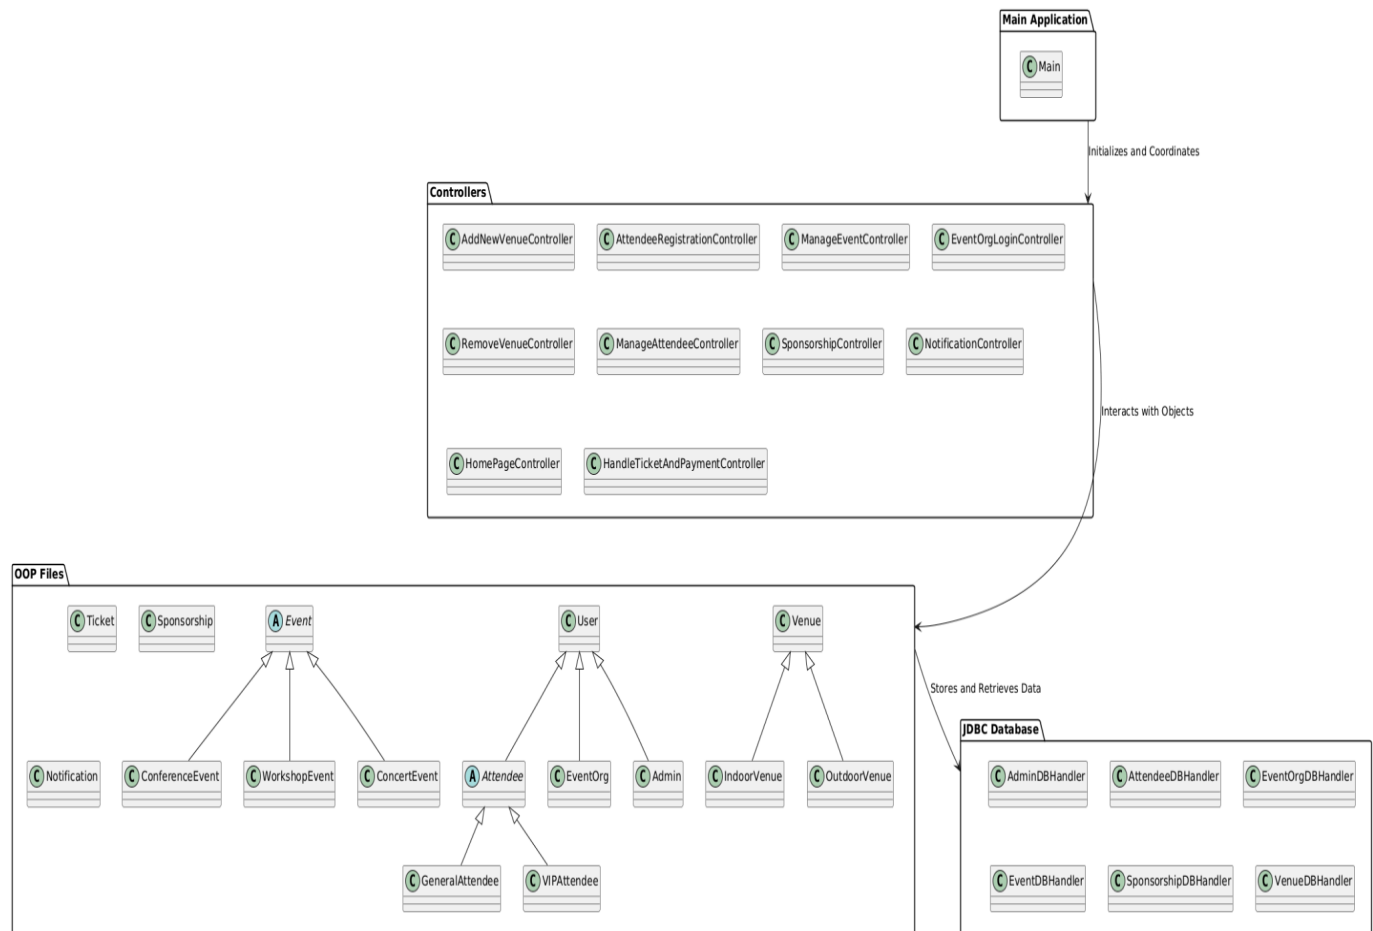 Main Application
C Main
Initializes and Coordinates
Controllers
C AddNewVenueController C AttendeeRegistrationController C ManageEventController C EventOrgLoginController
C RemoveVenueController C ManageAttendeeController C SponsorshipController C NotificationController
Interacts with Objects
C HomePageController C HandleTicketAndPaymentController
OOP Files
C Ticket C Sponsorship A Event C User C Venue
Stores and Retrieves Data
JDBC Database
C Notification C ConferenceEvent C WorkshopEvent C ConcertEvent A Attendee C EventOrg C Admin C IndoorVenue C OutdoorVenue C AdminDBHandler C AttendeeDBHandler C EventOrgDBHandler
C GeneralAttendee C VIPAttendee C EventDBHandler C SponsorshipDBHandler C VenueDBHandler